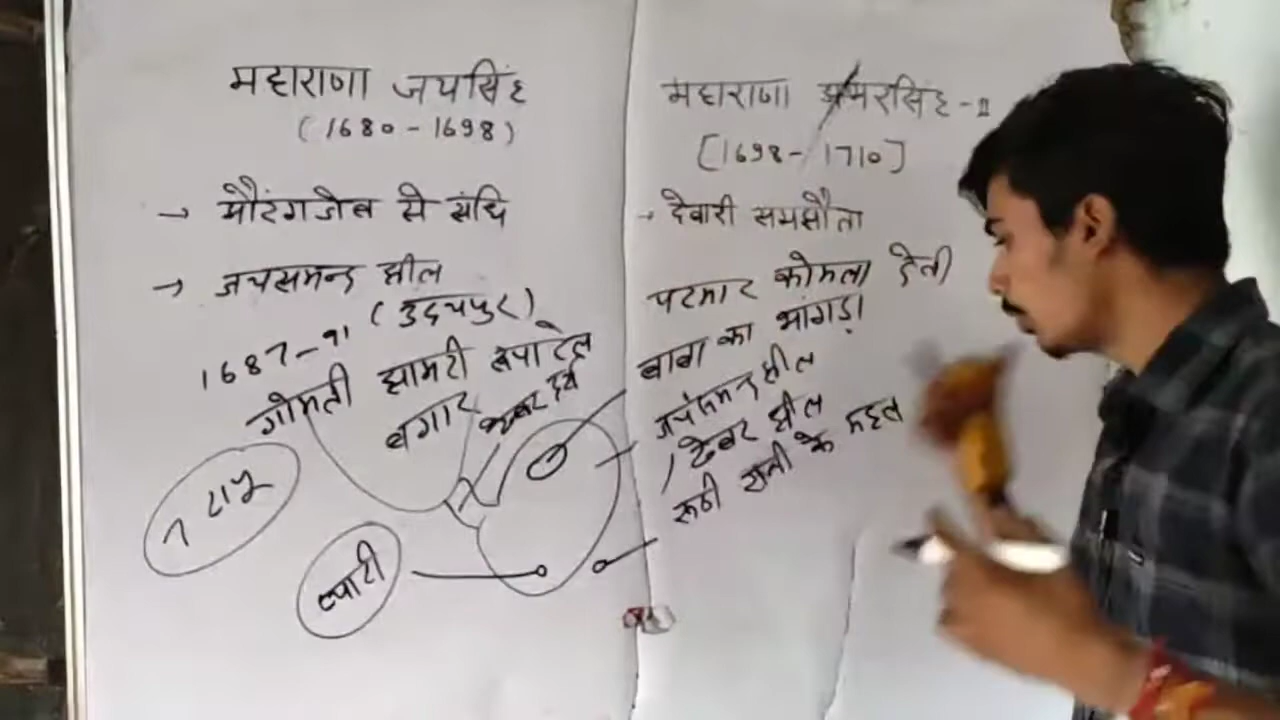 महाराणा जयसिंह
(1680-1698)
→ औरंगजेब से संधि
→ जयसमन्द झील
(उदयपुर)
1687-91
गोमती झामरी रूपारेल
बगार
7 टापू
प्यारी
महाराणा अमरसिंह-II
[1698-1710]
→ देबारी समझौता
परमार कोमला देवी
बाबा का भांगड़ा
जयसमन्द झील
/ ढेबर झील
रूठी रानी के महल